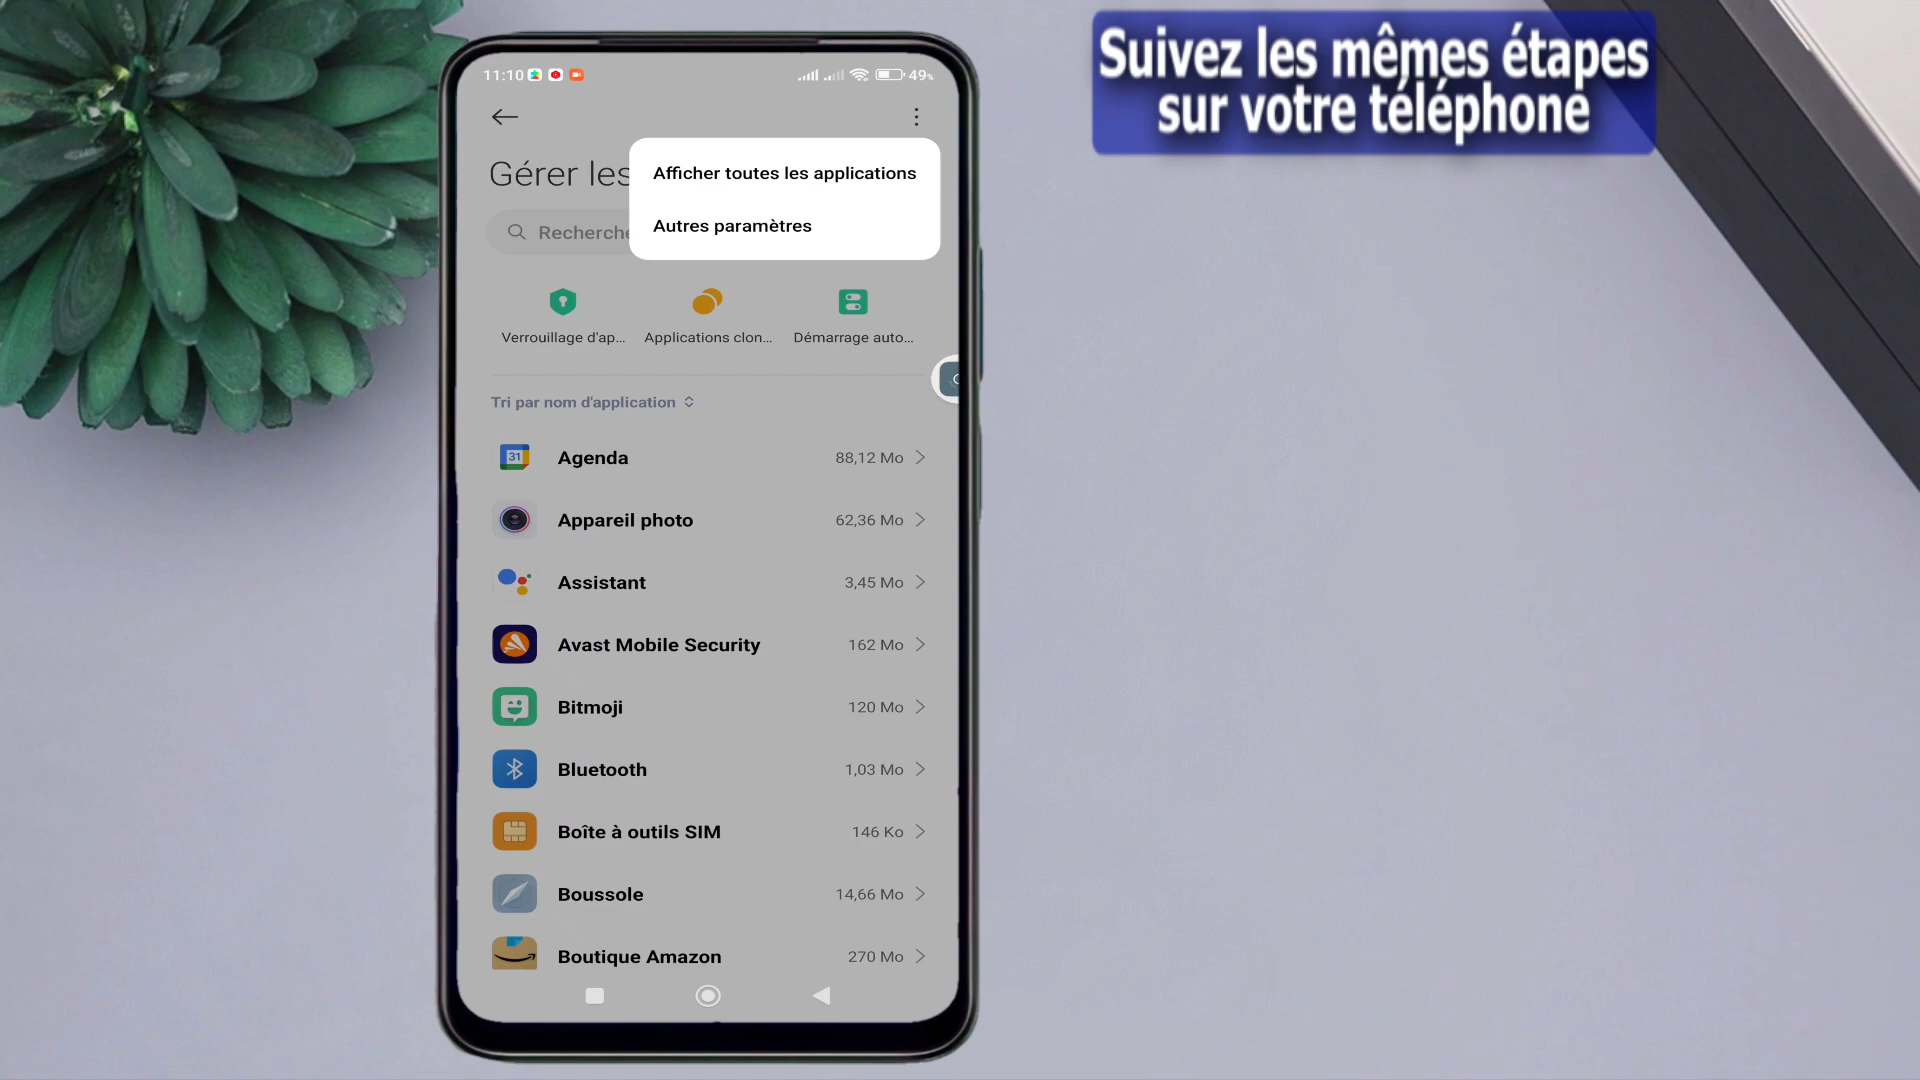 Suivez les mêmes étapes
sur votre téléphone
11:10
49%
Gérer les
Afficher toutes les applications
Autres paramètres
Recherche
Verrouillage d'ap...
Applications clon...
Démarrage auto...
Tri par nom d'application
31
Agenda
88,12 Mo
Appareil photo
62,36 Mo
Assistant
3,45 Mo
Avast Mobile Security
162 Mo
Bitmoji
120 Mo
Bluetooth
1,03 Mo
Boîte à outils SIM
146 Ko
Boussole
14,66 Mo
Boutique Amazon
270 Mo